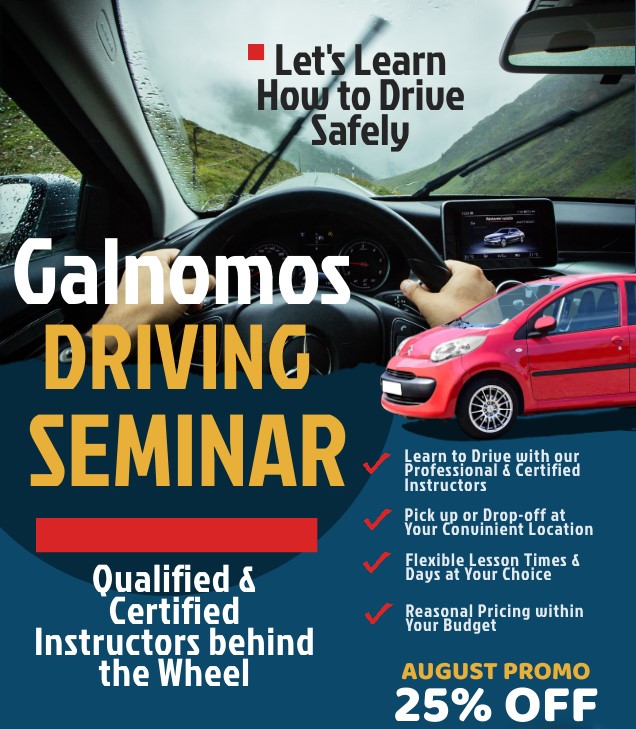 Let's Learn
How to Drive
Safely
Galnomos
DRIVING
SEMINAR
Qualified &
Certified
Instructors behind
the Wheel
Learn to Drive with our
Professional & Certified
Instructors
Pick up or Drop-off at
Your Convinient Location
Flexible Lesson Times &
Days at Your Choice
Reasonal Pricing within
Your Budget
AUGUST PROMO
25% OFF